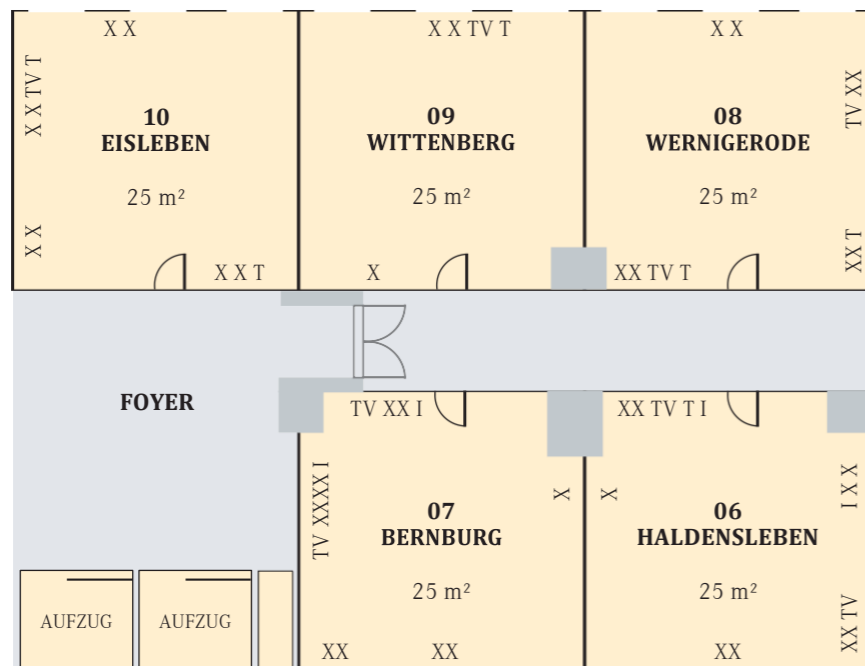 X X
X X TV T
X X
X X TV T
10
EISLEBEN
25 m²
X X
X X T
09
WITTENBERG
25 m²
X
08
WERNIGERODE
25 m²
TV XX
XX T
XX TV T
FOYER
TV XX I
XX TV T I
TV XXXX I
07
BERNBURG
25 m²
X
X
06
HALDENSLEBEN
25 m²
I X X
XX TV
AUFZUG
AUFZUG
XX
XX
XX